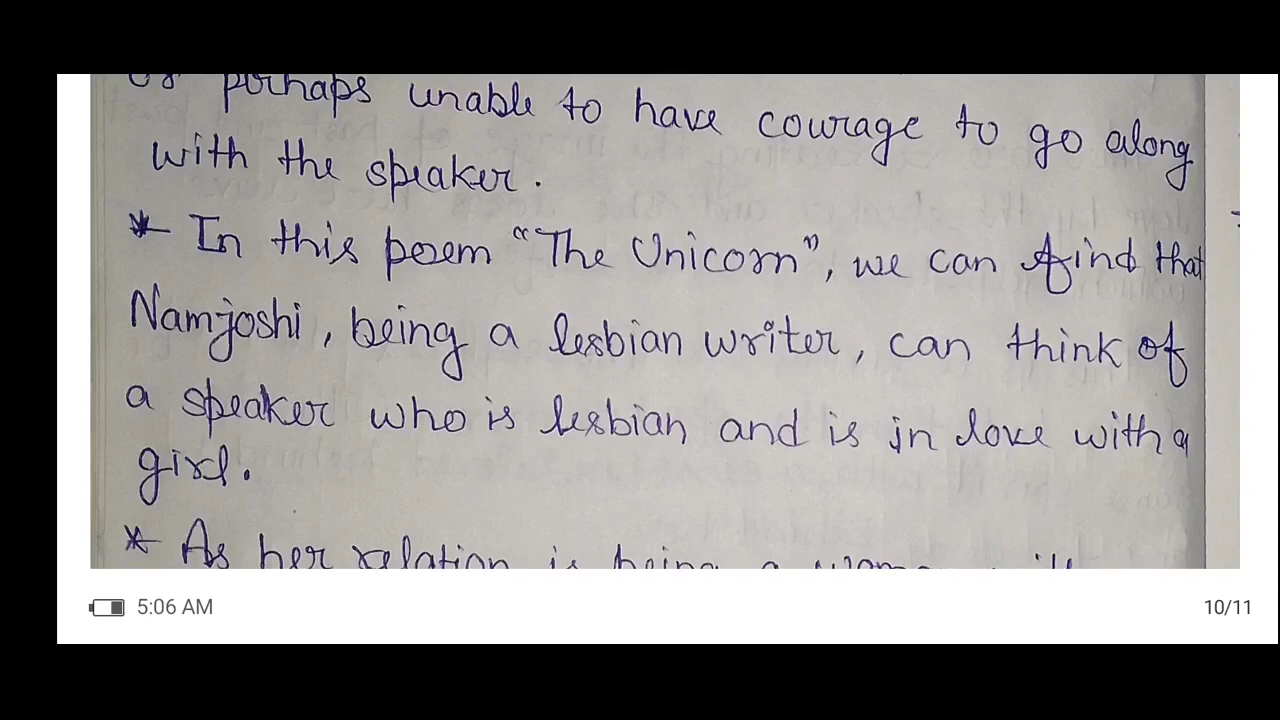 or perhaps unable to have courage to go along
with the speaker.
* In this poem "The Unicorn", we can find that
Namjoshi, being a lesbian writer, can think of
a speaker who is lesbian and is in love with a
girl.
* As her relation is being a
5:06 AM
10/11